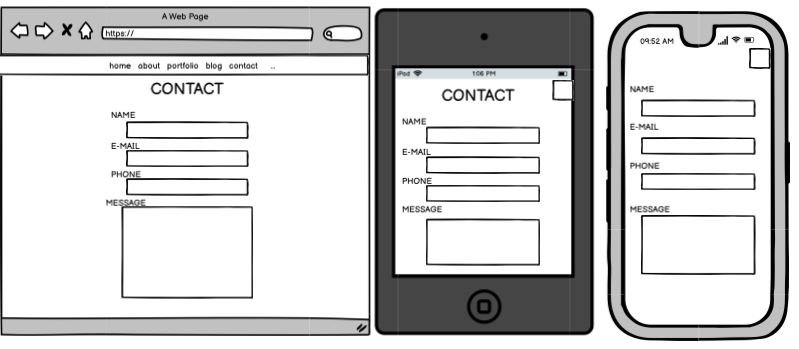 A Web Page
https://
home about portfolio blog contact ...
CONTACT
NAME
E-MAIL
PHONE
MESSAGE
iPod 1:06 PM
CONTACT
NAME
E-MAIL
PHONE
MESSAGE
09:52 AM
NAME
E-MAIL
PHONE
MESSAGE